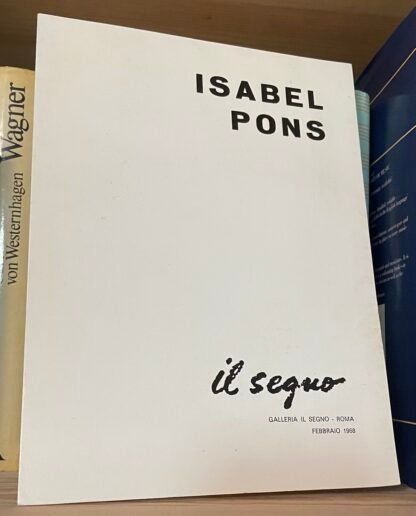 ISABEL
PONS
il segno
GALLERIA IL SEGNO - ROMA
FEBBRAIO 1968
von Westernhagen
Wagner